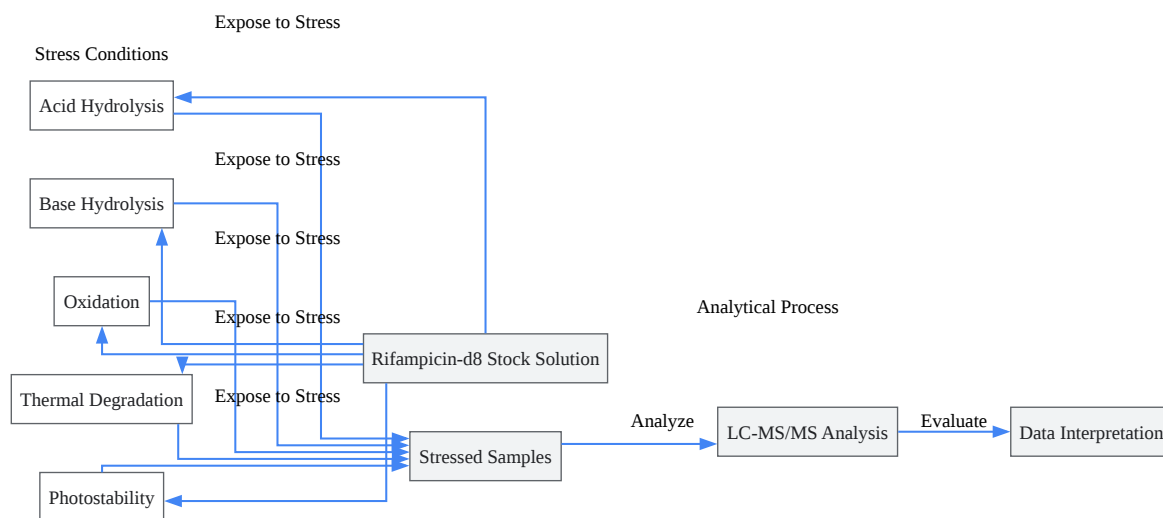 Expose to Stress
Stress Conditions
Acid Hydrolysis
Expose to Stress
Base Hydrolysis
Expose to Stress
Oxidation
Analytical Process
Expose to Stress
Rifampicin-d8 Stock Solution
Thermal Degradation
Expose to Stress
Analyze
Evaluate
LC-MS/MS Analysis
Data Interpretation
Stressed Samples
Photostability